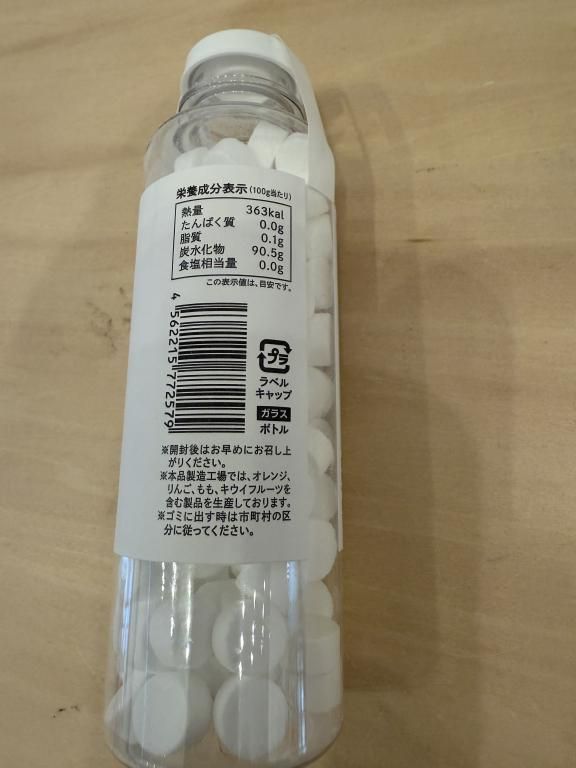 栄養成分表示(100g当たり)
熱量 363kal
たんぱく質 0.0g
脂質 0.1g
炭水化物 90.5g
食塩相当量 0.0g
この表示値は、目安です。
4 562215 772579
プラ
ラベル
キャップ
ガラス
ボトル
※開封後はお早めにお召し上
がりください。
※本品製造工場では、オレンジ、
りんご、もも、キウイフルーツを
含む製品を生産しております。
※ゴミに出す時は市町村の区
分に従ってください。